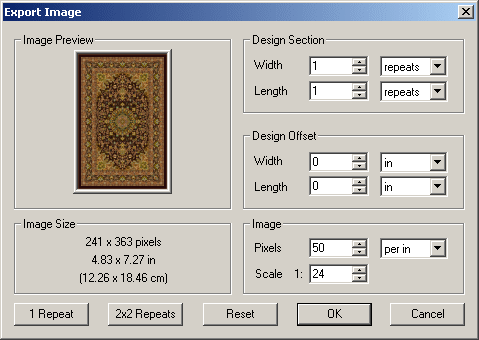 Export Image
Image Preview
Design Section
Width 1 repeats
Length 1 repeats
Design Offset
Width 0 in
Length 0 in
Image Size
241 x 363 pixels
4.83 x 7.27 in
(12.26 x 18.46 cm)
Image
Pixels 50 per in
Scale 1: 24
1 Repeat 2x2 Repeats Reset OK Cancel